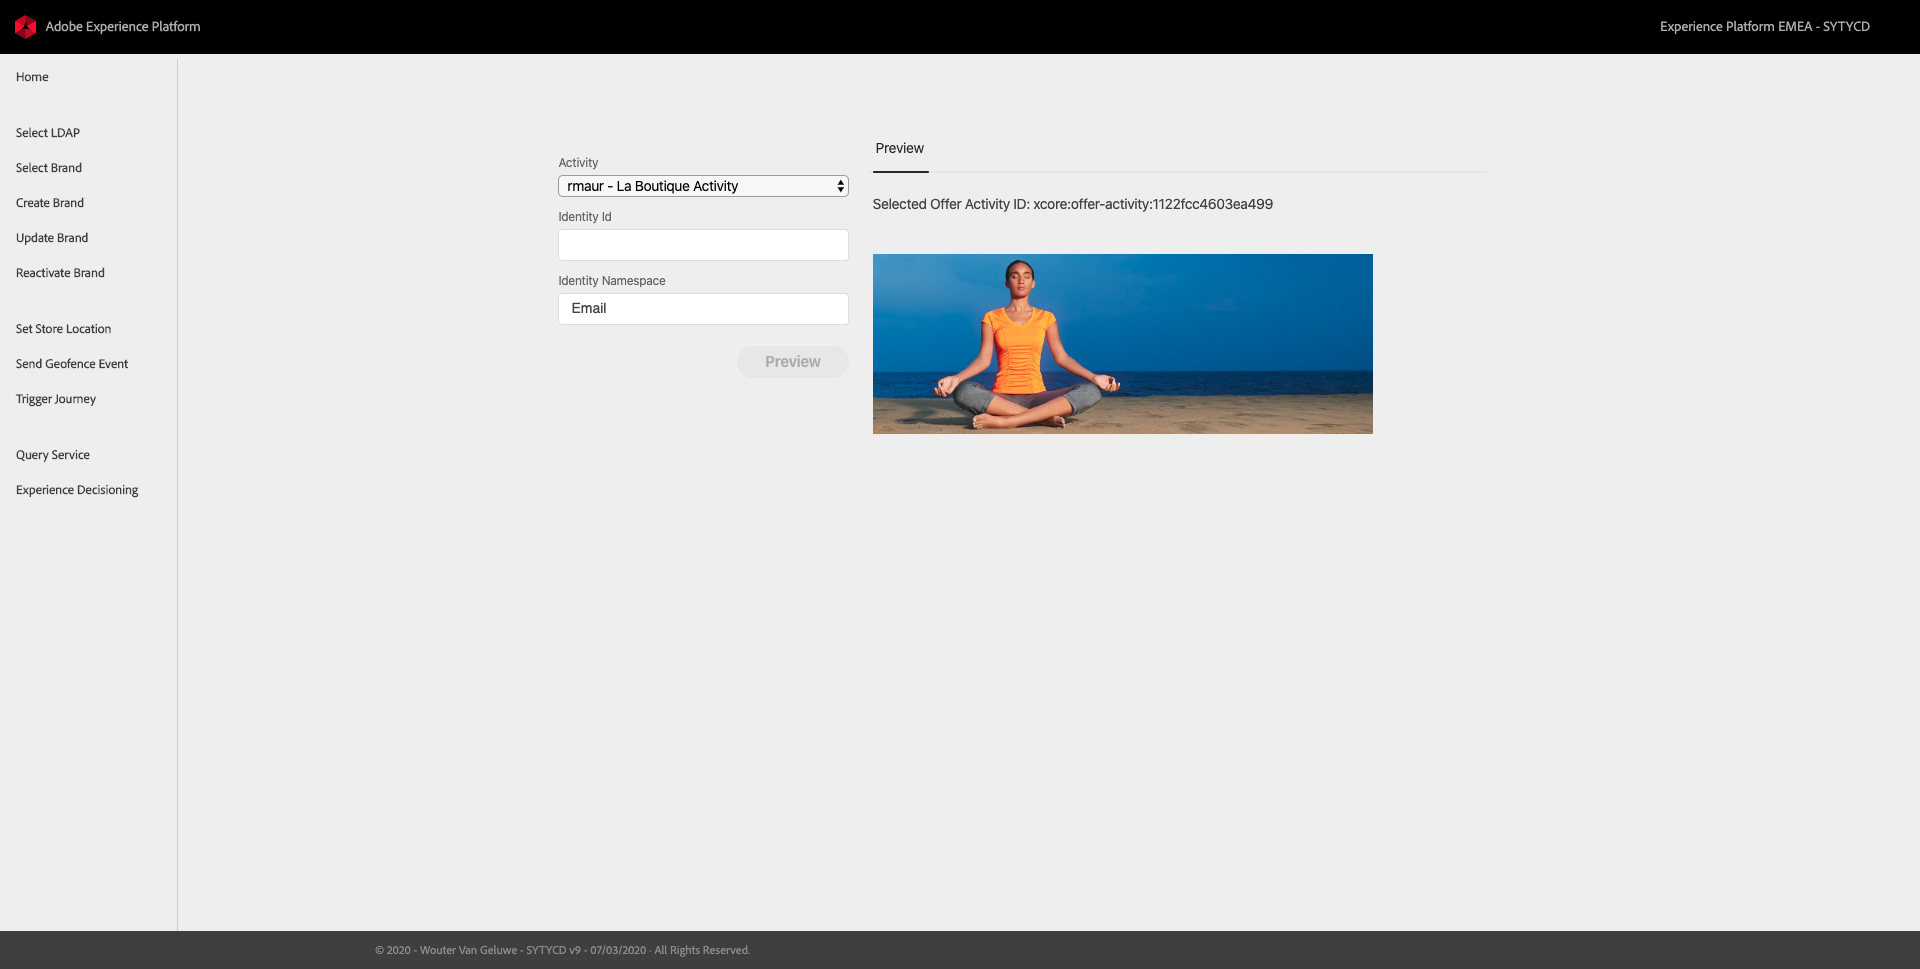 Adobe Experience Platform
Experience Platform EMEA - SYTYCD
Home
Select LDAP
Select Brand
Create Brand
Update Brand
Reactivate Brand
Set Store Location
Send Geofence Event
Trigger Journey
Query Service
Experience Decisioning
Activity
rmaur - La Boutique Activity
Identity Id
Identity Namespace
Email
Preview
Preview
Selected Offer Activity ID: xcore:offer-activity:1122fcc4603ea499
© 2020 - Wouter Van Geluwe - SYTYCD v9 - 07/03/2020 · All Rights Reserved.